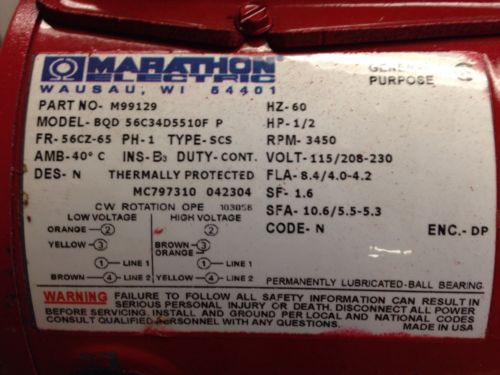 MARATHON
ELECTRIC
WAUSAU, WI 54401
GENERAL PURPOSE
PART NO- M99129 HZ-60
MODEL- BQD 56C34D5510F P HP-1/2
FR-56CZ-65 PH-1 TYPE-SCS RPM-3450
AMB-40°C INS-B3 DUTY-CONT. VOLT-115/208-230
DES-N THERMALLY PROTECTED FLA-8.4/4.0-4.2
MC797310 042304 SF-1.6
CW ROTATION OPE 103056 SFA-10.6/5.5-5.3
LOW VOLTAGE HIGH VOLTAGE CODE-N ENC.-DP
ORANGE-2 2
YELLOW-3 BROWN-3
ORANGE
1-LINE 1 1-LINE 1
BROWN-4-LINE 2 YELLOW-4-LINE 2
PERMANENTLY LUBRICATED-BALL BEARING
WARNING FAILURE TO FOLLOW ALL SAFETY INFORMATION CAN RESULT IN
SERIOUS PERSONAL INJURY OR DEATH. DISCONNECT ALL POWER
BEFORE SERVICING. INSTALL AND GROUND PER LOCAL AND NATIONAL CODES
CONSULT QUALIFIED PERSONNEL WITH ANY QUESTIONS.
MADE IN USA